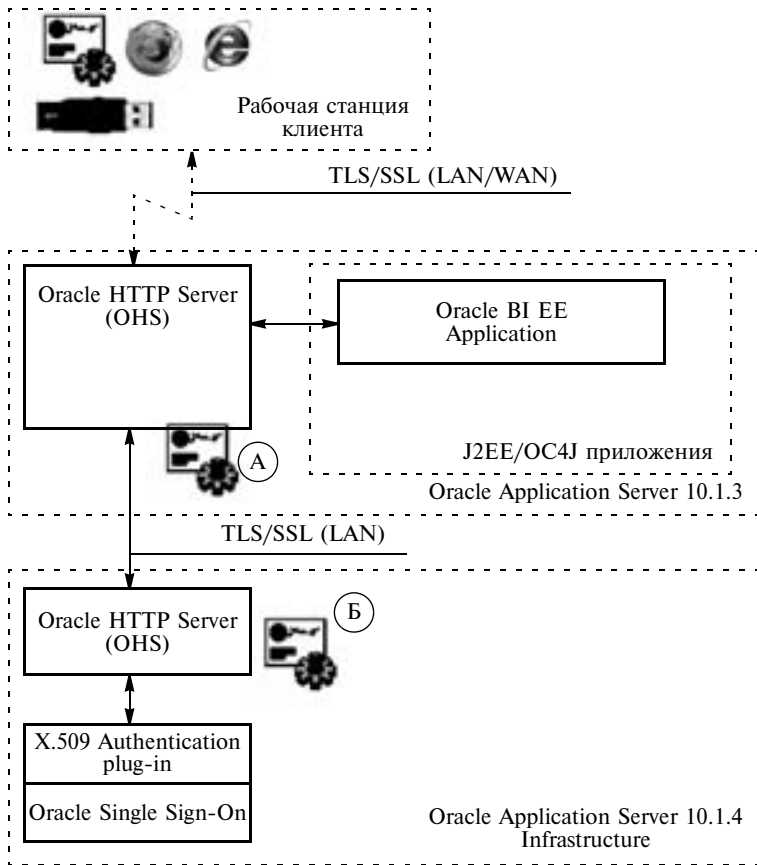 Рабочая станция
клиента
TLS/SSL (LAN/WAN)
Oracle HTTP Server
(OHS)
Oracle BI EE
Application
J2EE/OC4J приложения
А
Oracle Application Server 10.1.3
TLS/SSL (LAN)
Oracle HTTP Server
(OHS)
Б
X.509 Authentication
plug-in
Oracle Single Sign-On
Oracle Application Server 10.1.4
Infrastructure